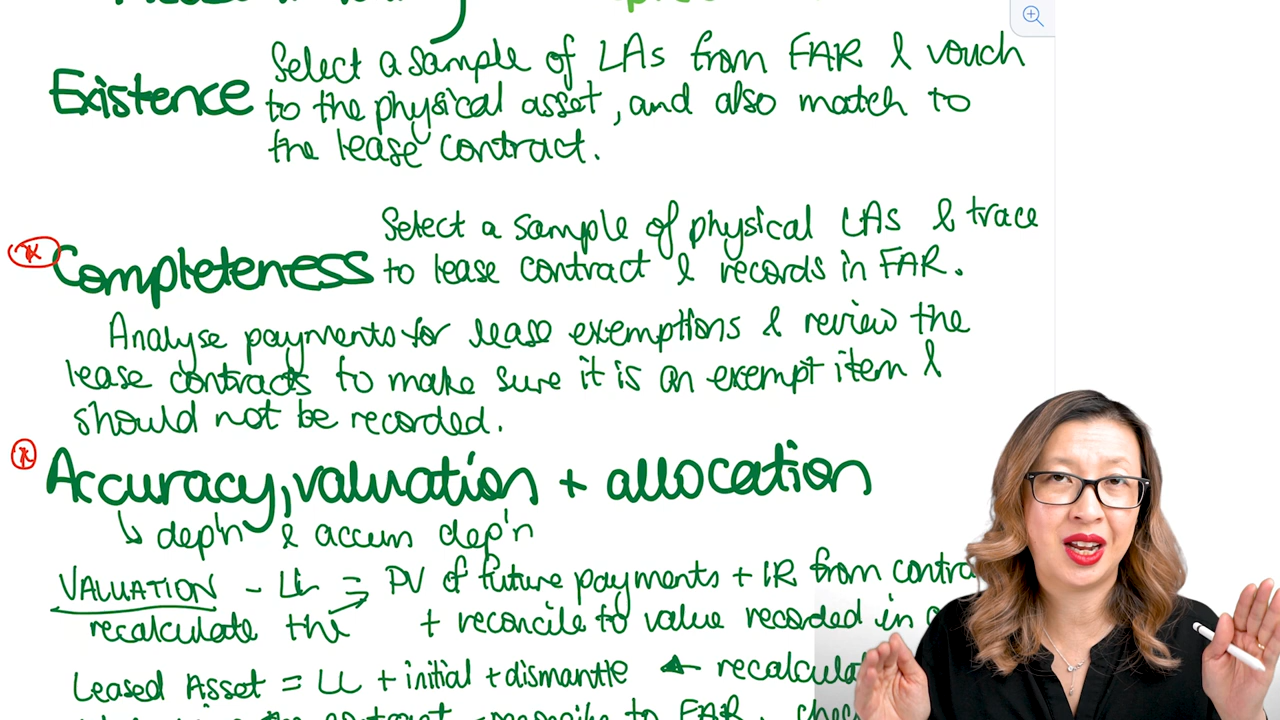 Existence
Select a sample of LAs from FAR & vouch
to the physical asset, and also match to
the lease contract.
Completeness
Select a sample of physical LAs & trace
to lease contract & records in FAR.
Analyse payments for lease exemptions & review the
lease contracts to make sure it is an exempt item &
should not be recorded.
Accuracy, valuation + allocation
↳ dep'n & accum dep'n
VALUATION - = PV of future payments + IR from
recalculate the + reconcile to value recorded in
Leased Asset = LL + initial + dismantle ←
contract FAR.